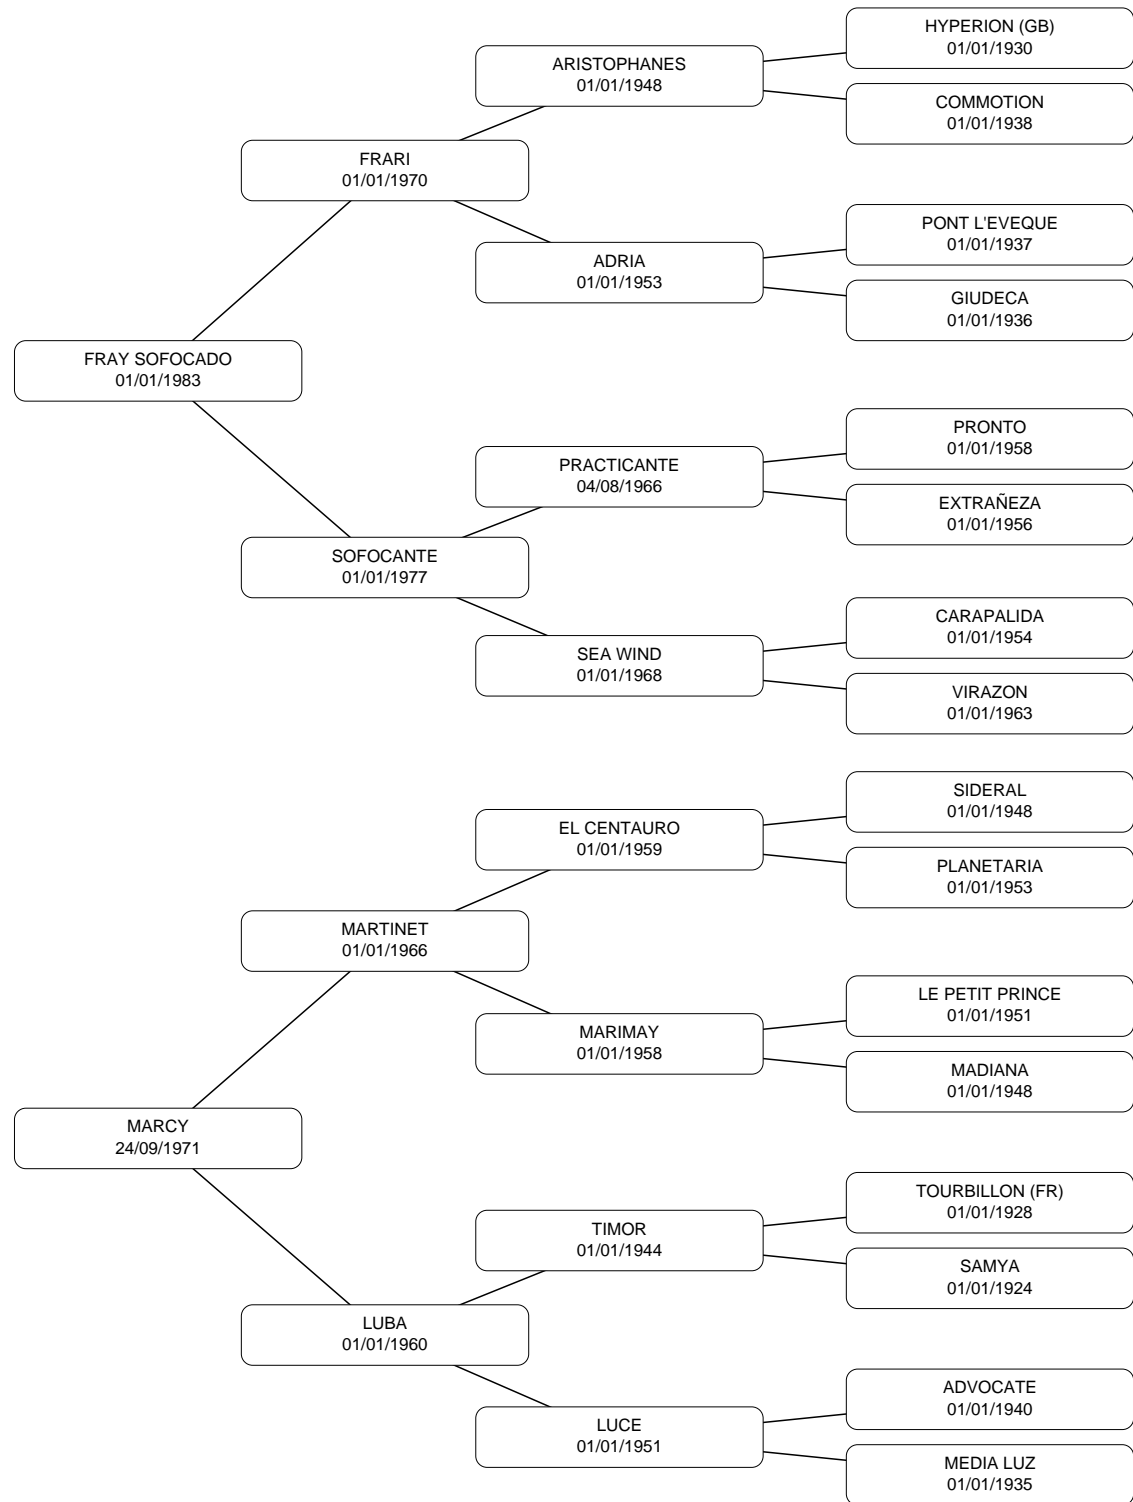 HYPERION (GB)
01/01/1930
ARISTOPHANES
01/01/1948
COMMOTION
01/01/1938
FRARI
01/01/1970
PONT L'EVEQUE
01/01/1937
ADRIA
01/01/1953
GIUDECA
01/01/1936
FRAY SOFOCADO
01/01/1983
PRONTO
01/01/1958
PRACTICANTE
04/08/1966
EXTRAÑEZA
01/01/1956
SOFOCANTE
01/01/1977
CARAPALIDA
01/01/1954
SEA WIND
01/01/1968
VIRAZON
01/01/1963
SIDERAL
01/01/1948
EL CENTAURO
01/01/1959
PLANETARIA
01/01/1953
MARTINET
01/01/1966
LE PETIT PRINCE
01/01/1951
MARIMAY
01/01/1958
MADIANA
01/01/1948
MARCY
24/09/1971
TOURBILLON (FR)
01/01/1928
TIMOR
01/01/1944
SAMYA
01/01/1924
LUBA
01/01/1960
ADVOCATE
01/01/1940
LUCE
01/01/1951
MEDIA LUZ
01/01/1935